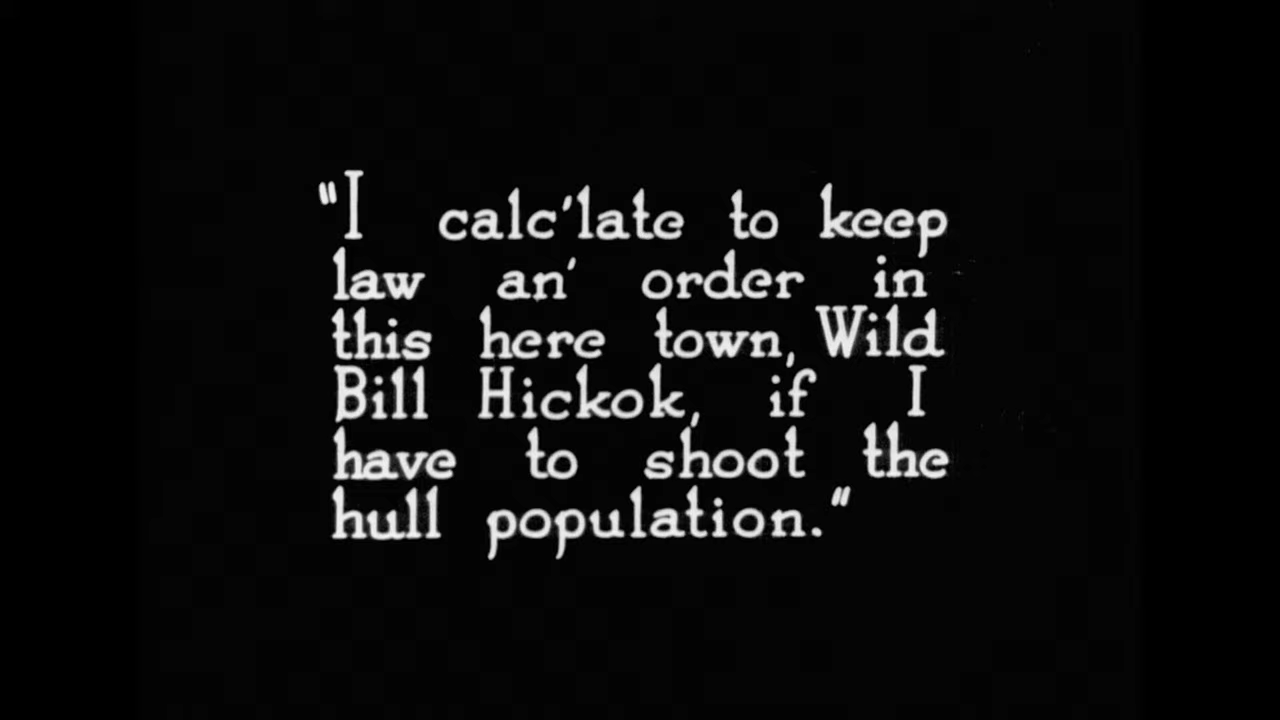 "I calc'late to keep
law an' order in
this here town, Wild
Bill Hickok, if I
have to shoot the
hull population."